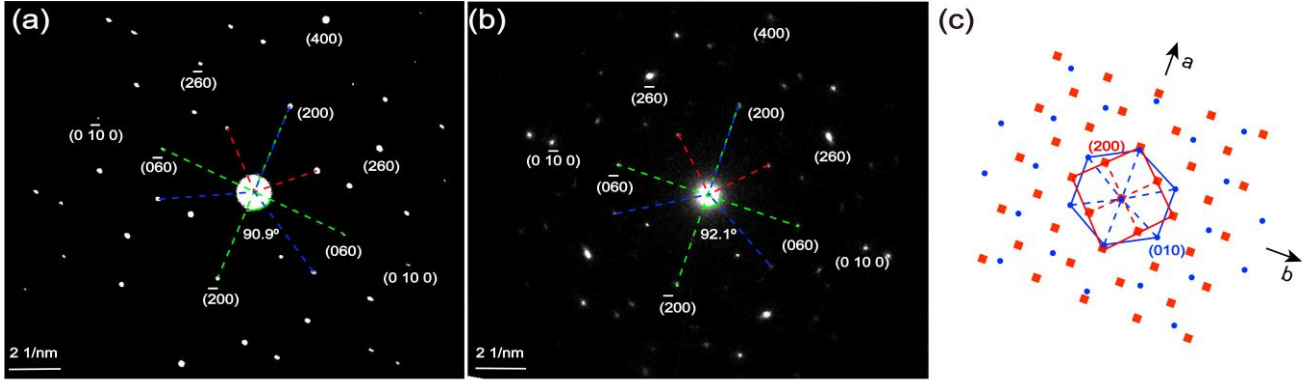 (a)
(400)
(2̅60)
(200)
(0 1̅0 0)
(0̅60)
(260)
90.9º
(060)
(0 10 0)
(2̅00)
2 1/nm
(b)
(400)
(2̅60)
(200)
(0 1̅0 0)
(260)
(0̅60)
92.1º
(060)
(0 10 0)
(2̅00)
2 1/nm
(c)
a
(200)
b
(010)